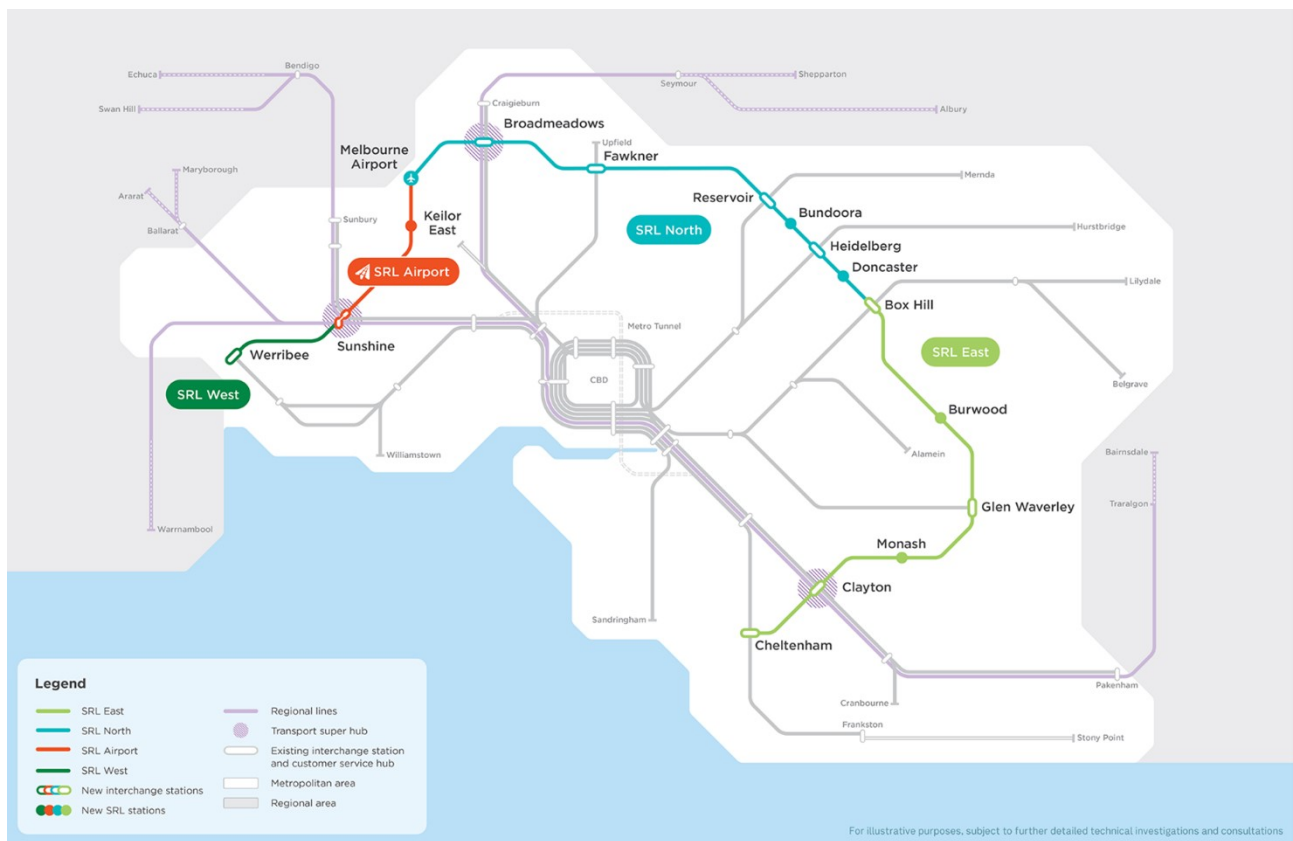 Echuca
Bendigo
Swan Hill
Seymour
Shepparton
Albury
Craigieburn
Broadmeadows
Melbourne
Airport
Upfield
Fawkner
Maryborough
Ararat
Ballarat
Sunbury
Keilor
East
SRL North
Reservoir
Mernda
Bundoora
Hurstbridge
Heidelberg
SRL Airport
Doncaster
Lilydale
Box Hill
Metro Tunnel
Werribee
Sunshine
SRL East
SRL West
CBD
Belgrave
Burwood
Williamstown
Alamein
Bairnsdale
Traralgon
Glen Waverley
Warrnambool
Monash
Clayton
Sandringham
Cheltenham
Pakenham
Cranbourne
Frankston
Stony Point
Legend
SRL East
SRL North
SRL Airport
SRL West
New interchange stations
New SRL stations
Regional lines
Transport super hub
Existing interchange station
and customer service hub
Metropolitan area
Regional area
For illustrative purposes, subject to further detailed technical investigations and consultations